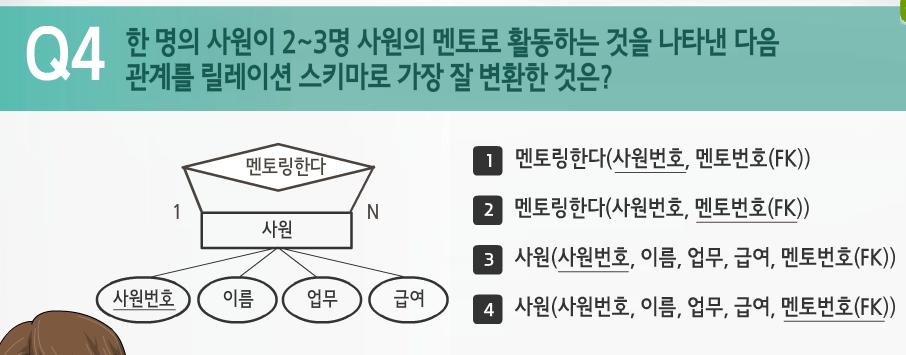 Q4
한 명의 사원이 2~3명 사원의 멘토로 활동하는 것을 나타낸 다음
관계를 릴레이션 스키마로 가장 잘 변환한 것은?
멘토링한다
1
N
사원
사원번호
이름
업무
급여
1 멘토링한다(사원번호, 멘토번호(FK))
2 멘토링한다(사원번호, 멘토번호(FK))
3 사원(사원번호, 이름, 업무, 급여, 멘토번호(FK))
4 사원(사원번호, 이름, 업무, 급여, 멘토번호(FK))